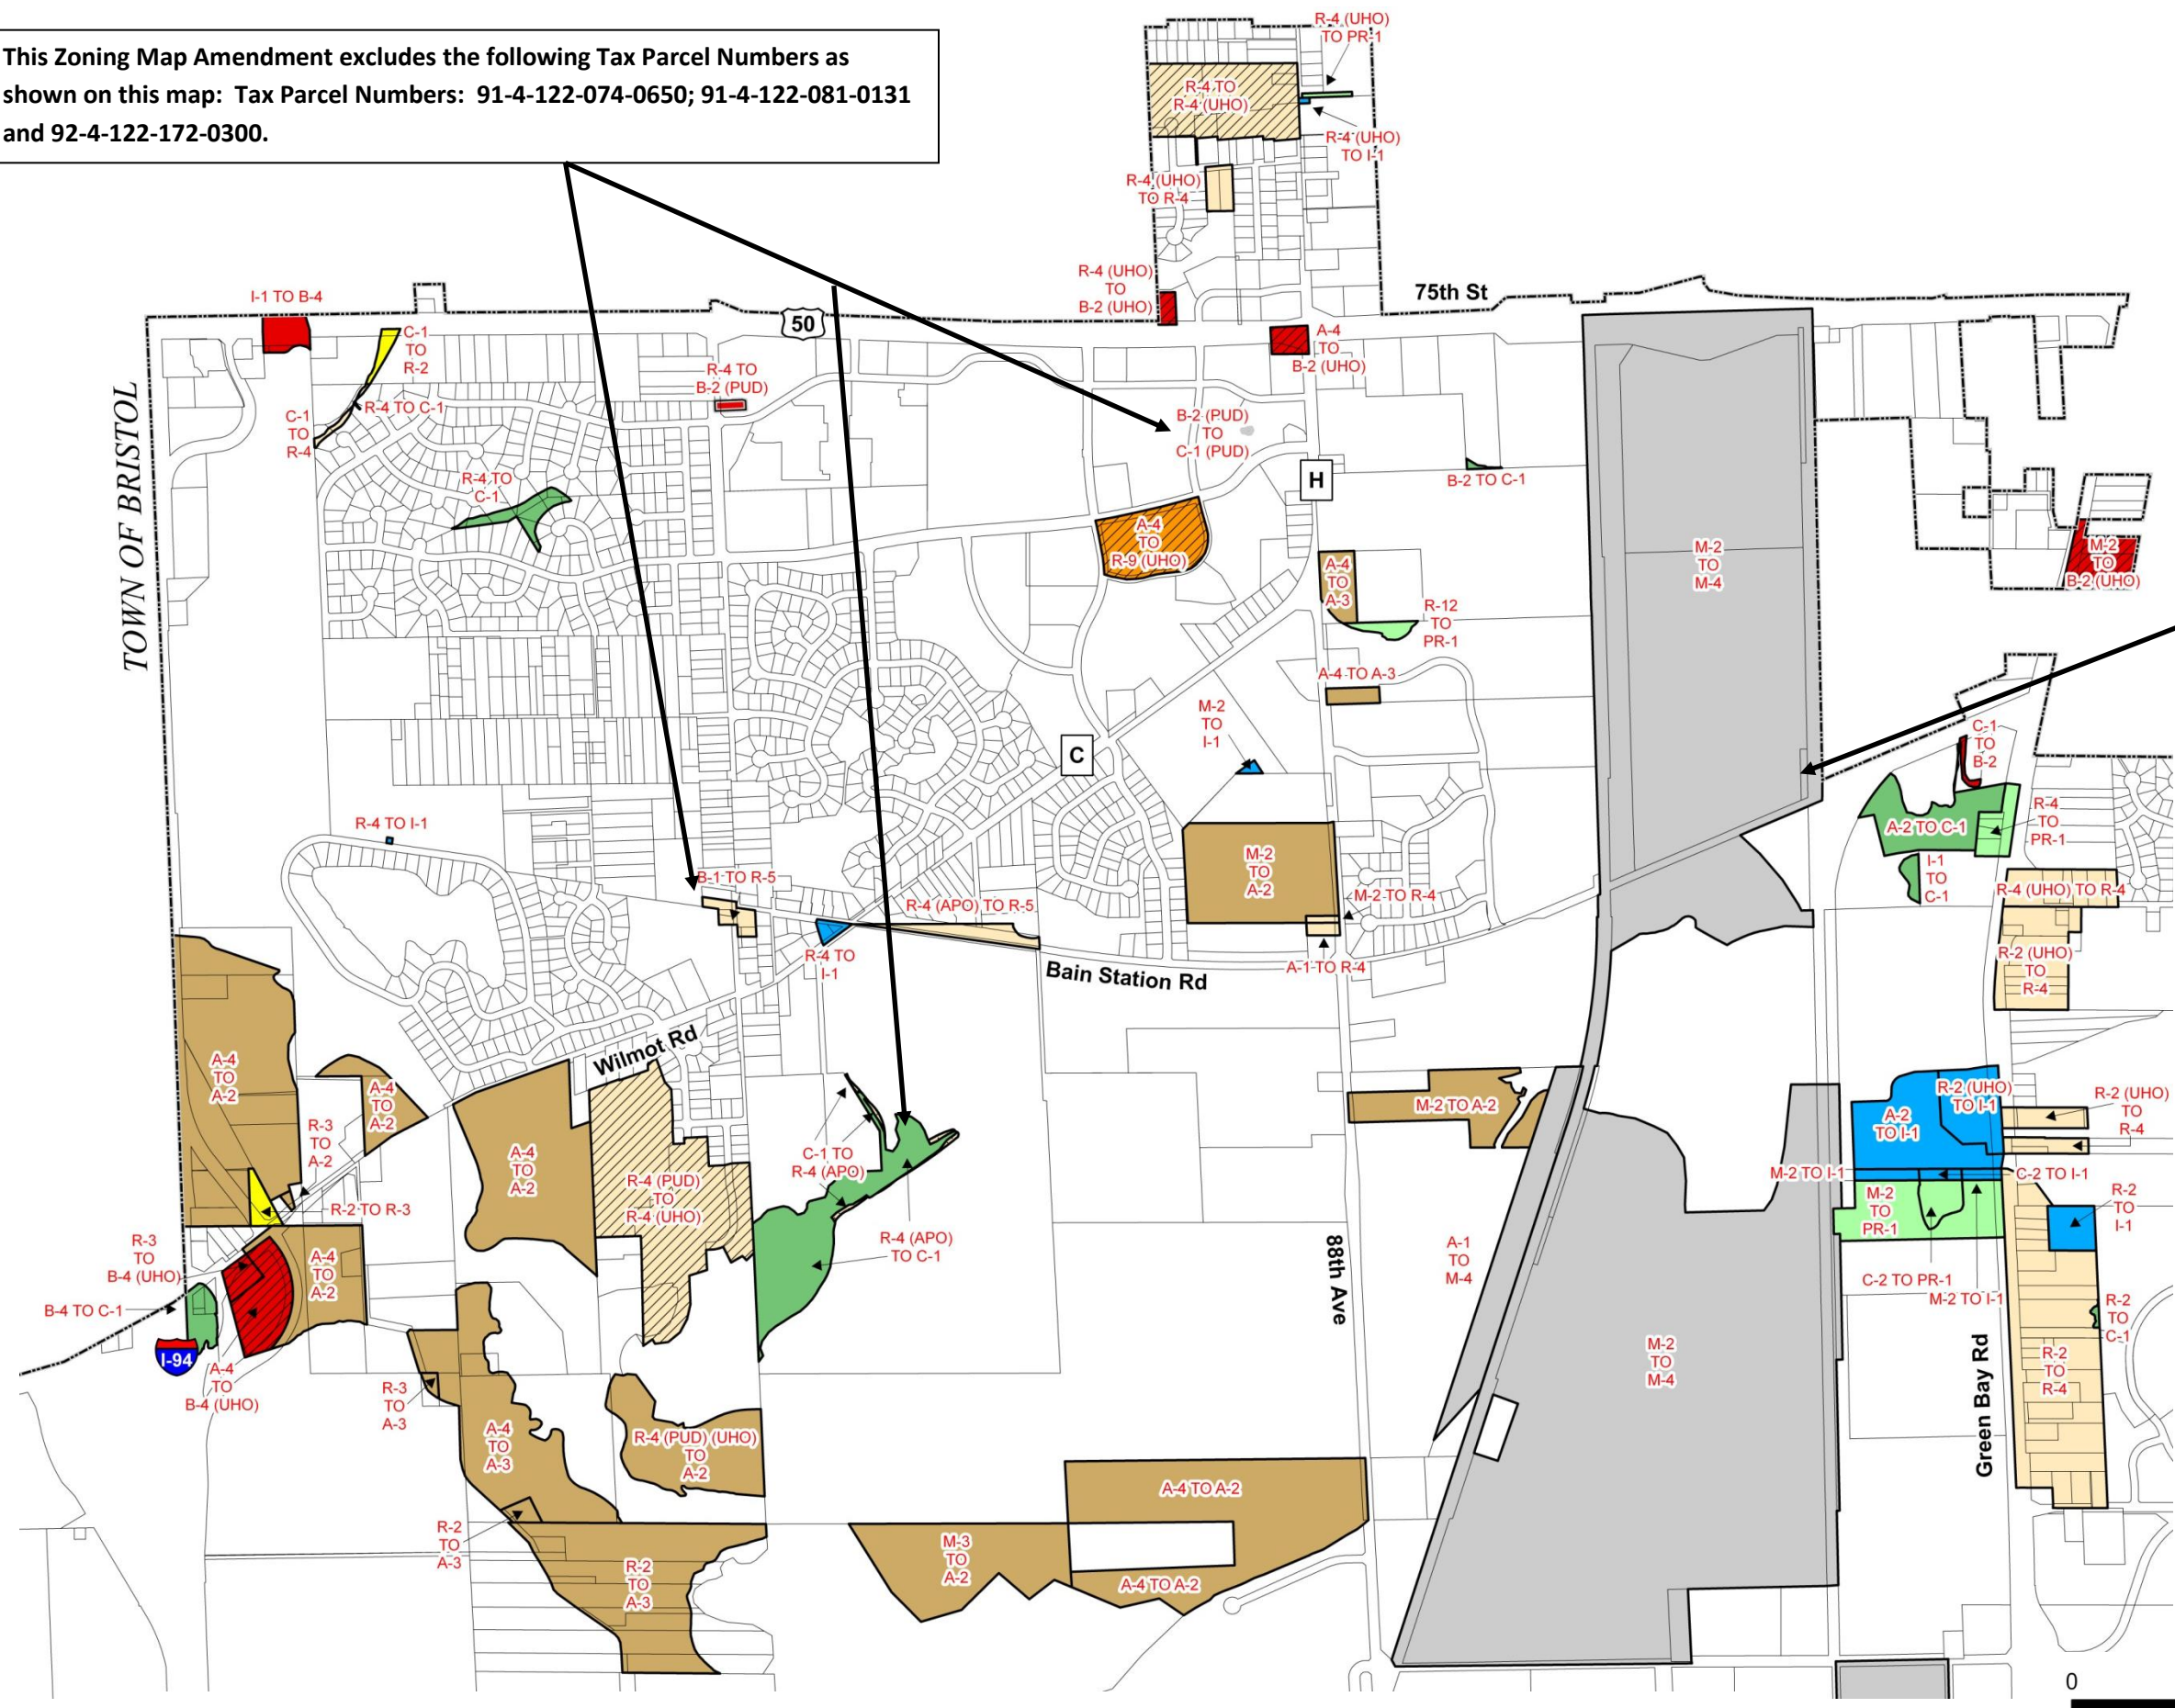 This Zoning Map Amendment excludes the following Tax Parcel Numbers as
shown on this map: Tax Parcel Numbers: 91-4-122-074-0650; 91-4-122-081-0131
and 92-4-122-172-0300.
R-4 (UHO)
TO PR-1
R-4 TO
R-4 (UHO)
R-4 (UHO)
TO I-1
R-4 (UHO)
TO R-4
R-4 (UHO)
TO
B-2 (UHO)
75th St
I-1 TO B-4
50
C-1
TO
R-2
A-4
TO
B-2 (UHO)
R-4 TO
B-2 (PUD)
R-4 TO C-1
C-1
TO
R-4
B-2 (PUD)
TO
C-1 (PUD)
TOWN OF BRISTOL
R-4 TO
C-1
H
B-2 TO C-1
A-4
TO
R-9 (UHO)
M-2
TO
M-4
M-2
TO
B-2 (UHO)
A-4
TO
A-3
R-12
TO
PR-1
A-4 TO A-3
M-2
TO
I-1
C
C-1
TO
B-2
R-4 TO I-1
A-2 TO C-1
R-4
TO
PR-1
M-2
TO
A-2
I-1
TO
C-1
B-1 TO R-5
R-4 (APO) TO R-5
M-2 TO R-4
R-4 (UHO) TO R-4
R-4 TO
I-1
Bain Station Rd
A-1 TO R-4
R-2 (UHO)
TO
R-4
Wilmot Rd
A-4
TO
A-2
A-4
TO
A-2
R-3
TO
A-2
A-4
TO
A-2
R-4 (PUD)
TO
R-4 (UHO)
C-1 TO
R-4 (APO)
M-2 TO A-2
A-2
TO I-1
R-2 (UHO)
TO I-1
R-2 (UHO)
TO
R-4
M-2 TO I-1
C-2 TO I-1
R-2 TO R-3
M-2
TO
PR-1
R-2
TO
I-1
R-3
TO
B-4 (UHO)
A-4
TO
A-2
R-4 (APO)
TO C-1
88th Ave
A-1
TO
M-4
C-2 TO PR-1
M-2 TO I-1
B-4 TO C-1
R-2
TO
C-1
I-94
A-4
TO
B-4 (UHO)
R-3
TO
A-3
M-2
TO
M-4
Green Bay Rd
R-2
TO
R-4
A-4
TO
A-3
R-4 (PUD) (UHO)
TO
A-2
A-4 TO A-2
R-2
TO
A-3
R-2
TO
A-3
M-3
TO
A-2
A-4 TO A-2
0